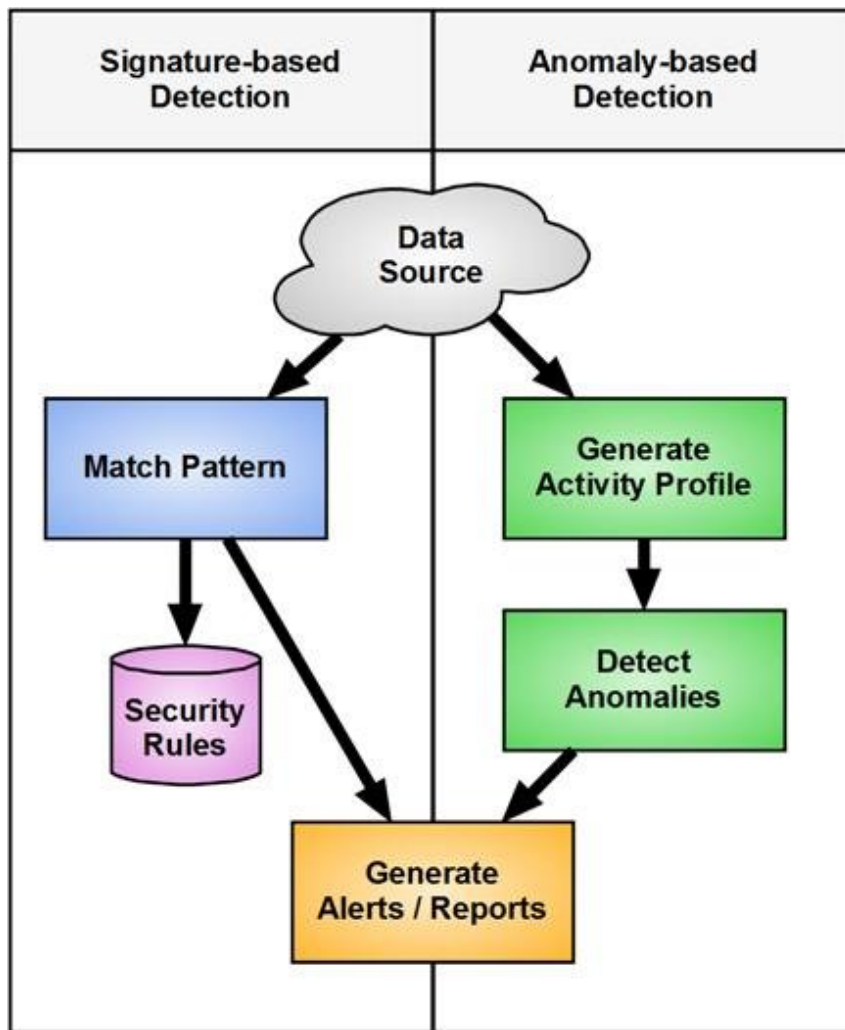 Signature-based
Detection
Anomaly-based
Detection
Data
Source
Match Pattern
Generate
Activity Profile
Security
Rules
Detect
Anomalies
Generate
Alerts / Reports